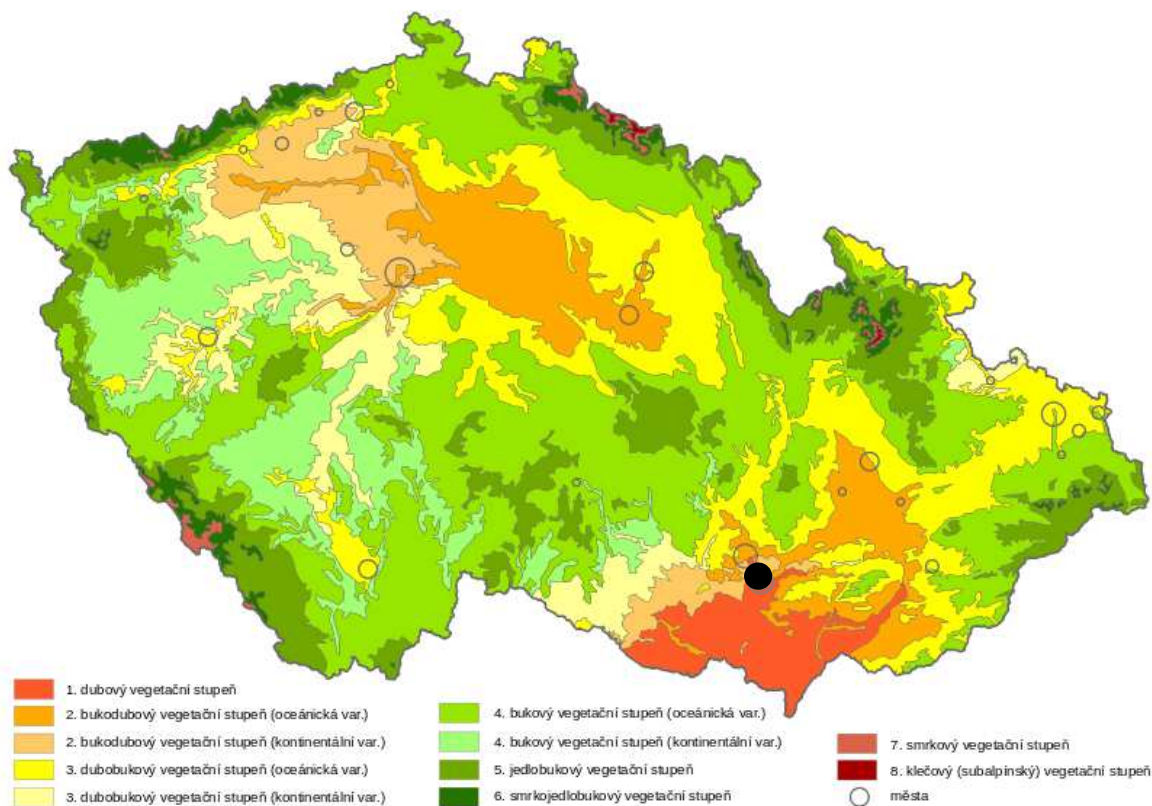 1. dubový vegetační stupeň
2. bukodubový vegetační stupeň (oceánická var.)
2. bukodubový vegetační stupeň (kontinentální var.)
3. dubobukový vegetační stupeň (oceánická var.)
3. dubobukový vegetační stupeň (kontinentální var.)
4. bukový vegetační stupeň (oceánická var.)
4. bukový vegetační stupeň (kontinentální var.)
5. jedlobukový vegetační stupeň
6. smrkojedlobukový vegetační stupeň
7. smrkový vegetační stupeň
8. klečový (subalpínský) vegetační stupeň
města